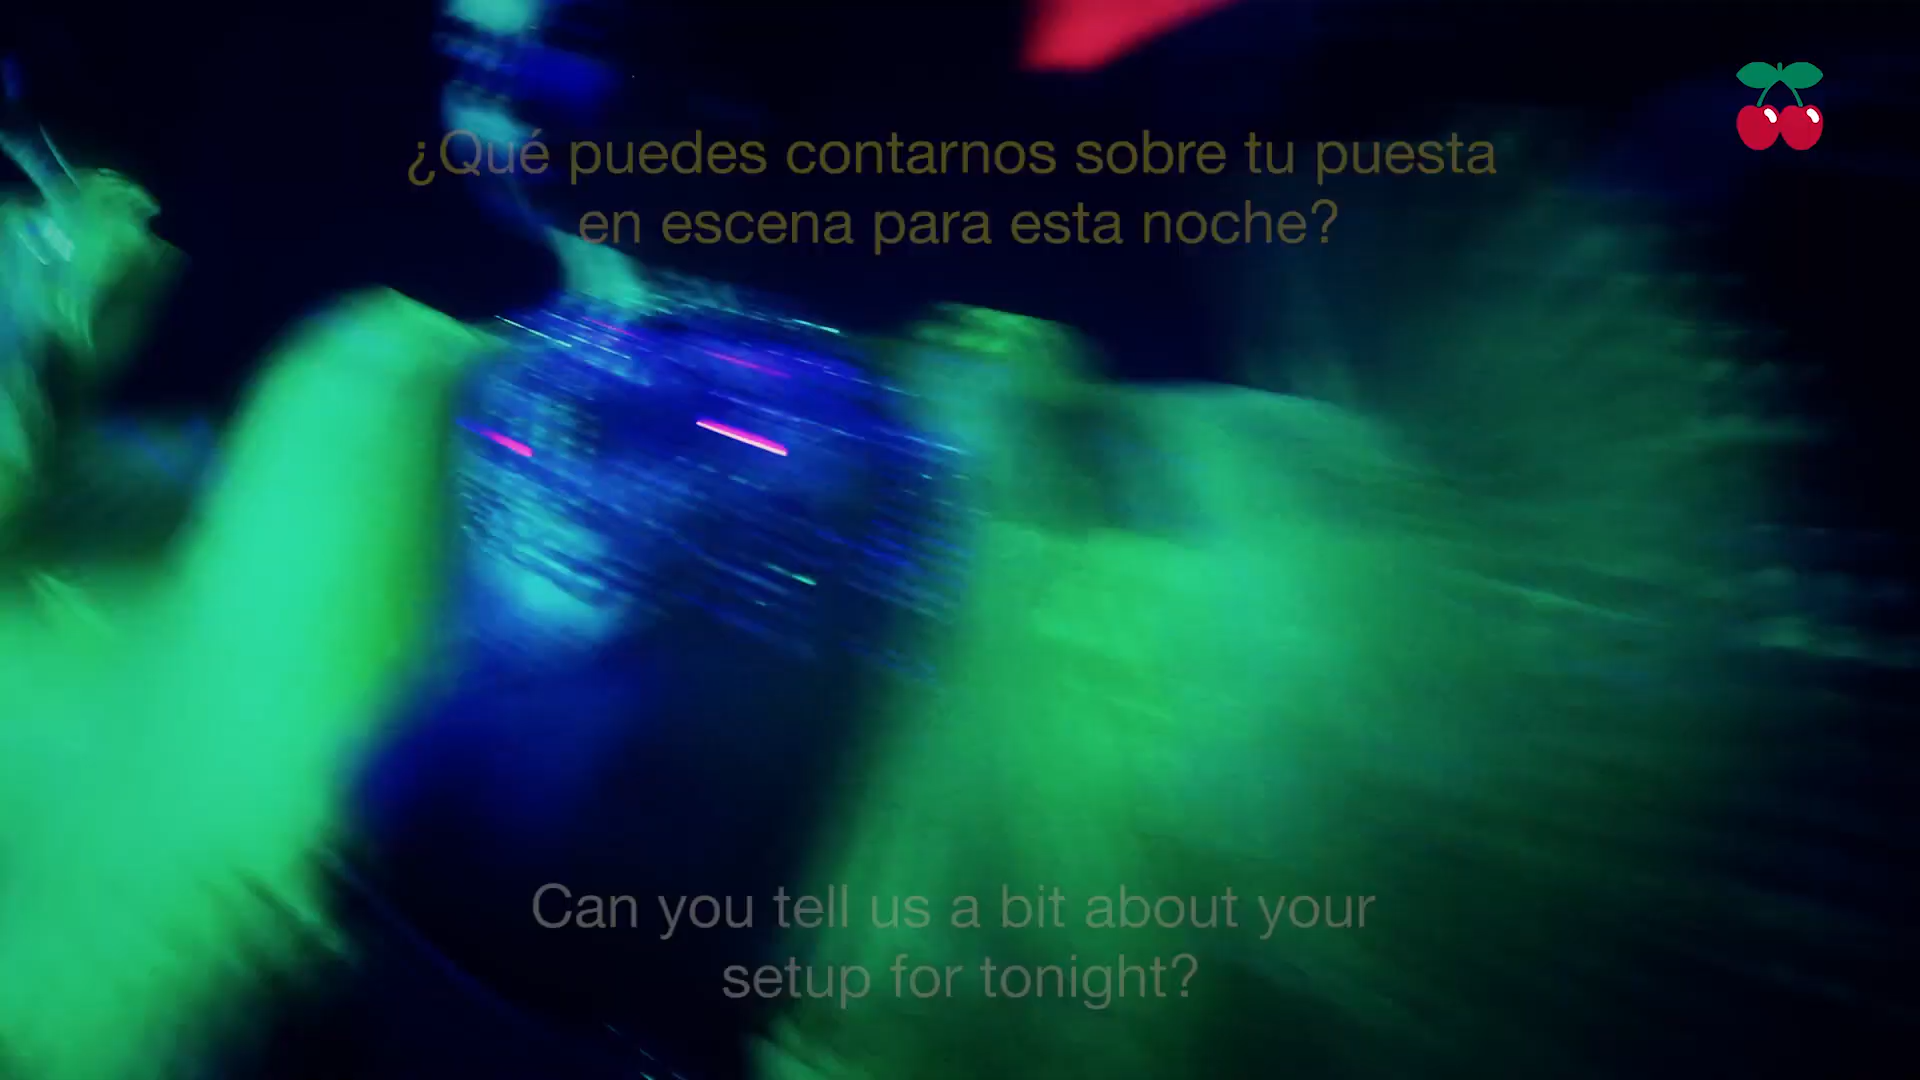 ¿Qué puedes contarnos sobre tu puesta
en escena para esta noche?
Can you tell us a bit about your
setup for tonight?